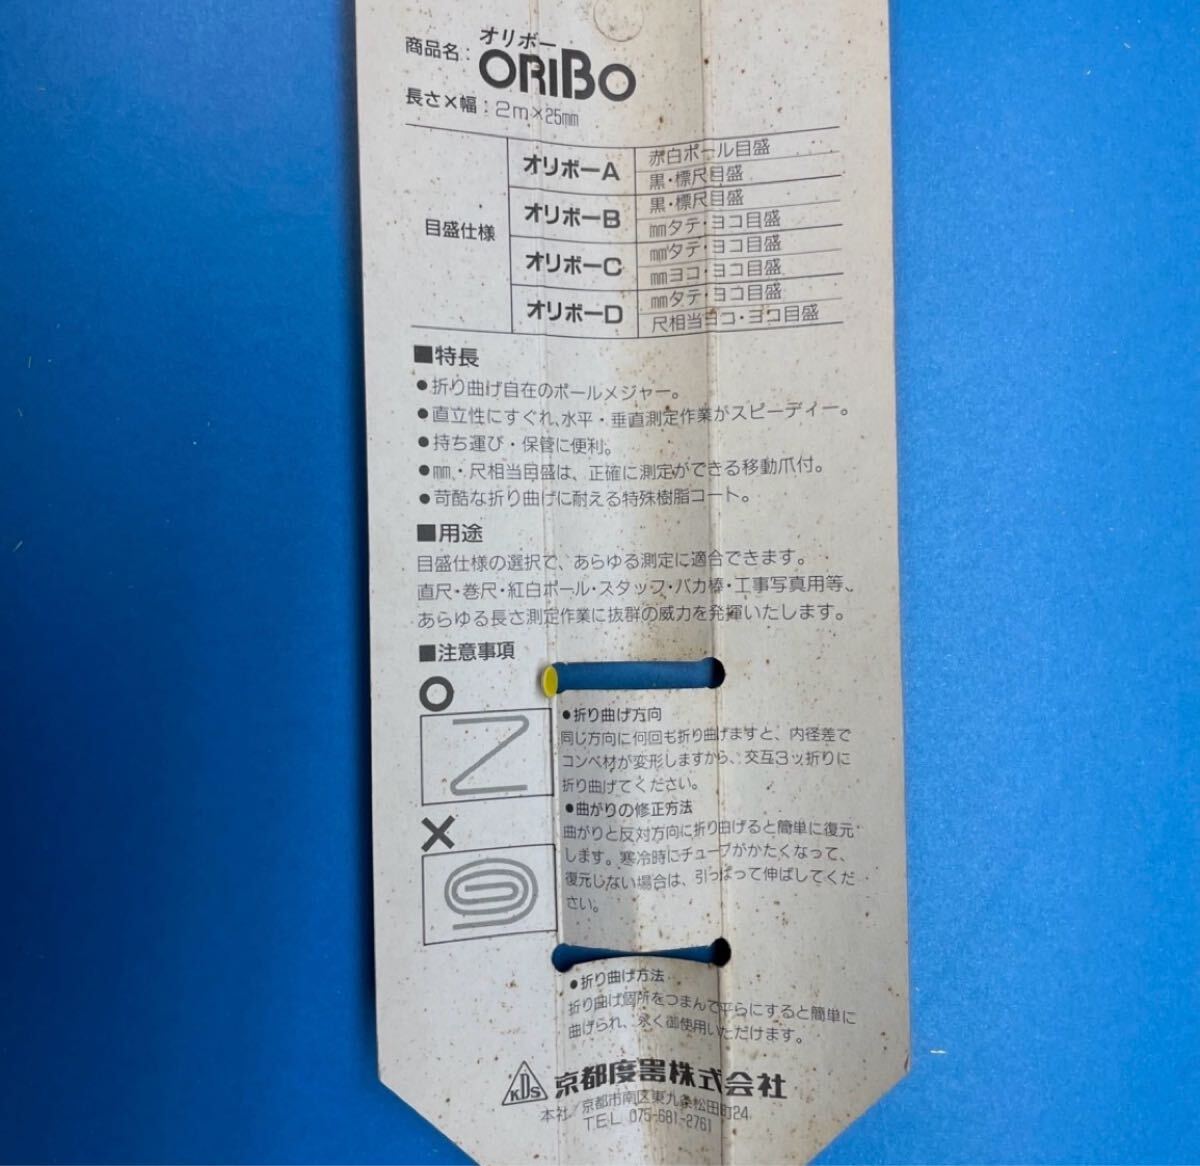 オリボー
商品名：ORIBO
長さ×幅：2m×25mm
目盛仕様
オリボーA
赤白ポール目盛
黒・標尺目盛
オリボーB
黒・標尺目盛
mmタテ・ヨコ目盛
オリボーC
mmタテ・ヨコ目盛
mmヨコ・ヨコ目盛
オリボーD
mmタテ・ヨコ目盛
尺相当ヨコ・ヨコ目盛
■特長
●折り曲げ自在のポールメジャー。
●直立性にすぐれ、水平・垂直測定作業がスピーディー。
●持ち運び・保管に便利。
●mm・尺相当目盛は、正確に測定ができる移動爪付。
●苛酷な折り曲げに耐える特殊樹脂コート。
■用途
目盛仕様の選択で、あらゆる測定に適合できます。
直尺・巻尺・紅白ポール・スタッフ・バカ棒・工事写真用等、
あらゆる長さ測定作業に抜群の威力を発揮いたします。
■注意事項
○
●折り曲げ方向
同じ方向に何回も折り曲げますと、内径差で
コンベ材が変形しますから、交互3ッ折りに
折り曲げてください。
×
●曲がりの修正方法
曲がりと反対方向に折り曲げると簡単に復元
します。寒冷時にチューブがかたくなって、
復元しない場合は、引っぱって伸ばしてくだ
さい。
●折り曲げ方法
折り曲げ個所をつまんで平らにすると簡単に
曲げられ、永く御使用いただけます。
KDS 京都度器株式会社
本社／京都市南区東九条松田町24
TEL 075-681-2761